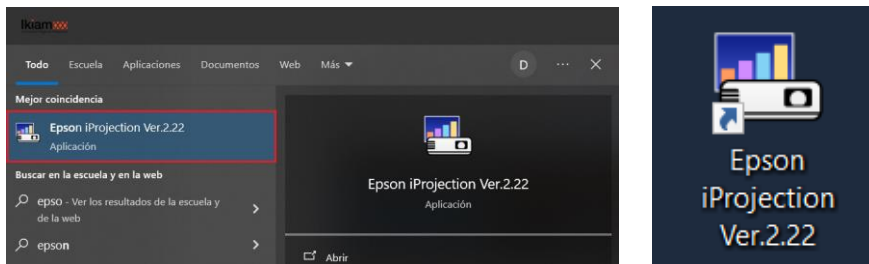 Ikiam
Todo Escuela Aplicaciones Documentos Web Más D ... 
Mejor coincidencia
Epson iProjection Ver.2.22
Aplicación
Buscar en la escuela y en la web
epso - Ver los resultados de la escuela y
de la web
epson
Epson iProjection Ver.2.22
Aplicación
Abrir
Epson
iProjection
Ver.2.22